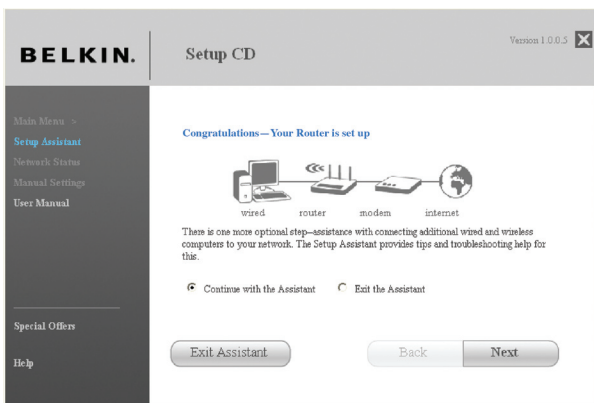 BELKIN.
Setup CD
Version 1.0.0.5
Main Menu >
Setup Assistant
Network Status
Manual Settings
User Manual
Special Offers
Help
Congratulations—Your Router is set up
wired router modem internet
There is one more optional step–assistance with connecting additional wired and wireless
computers to your network. The Setup Assistant provides tips and troubleshooting help for
this.
Continue with the Assistant Exit the Assistant
Exit Assistant Back Next